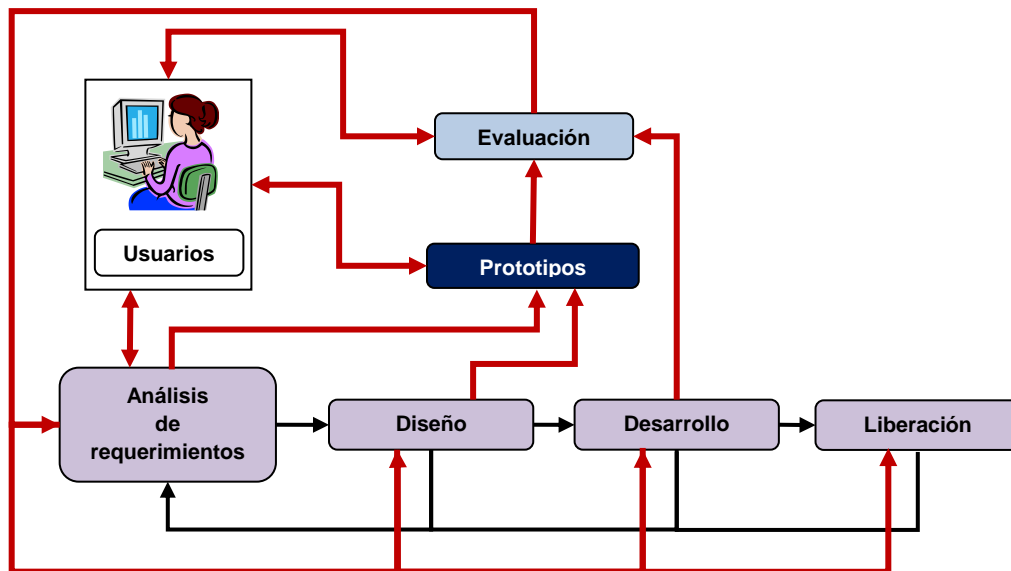 Evaluación
Usuarios
Prototipos
Análisis
de
requerimientos
Diseño
Desarrollo
Liberación